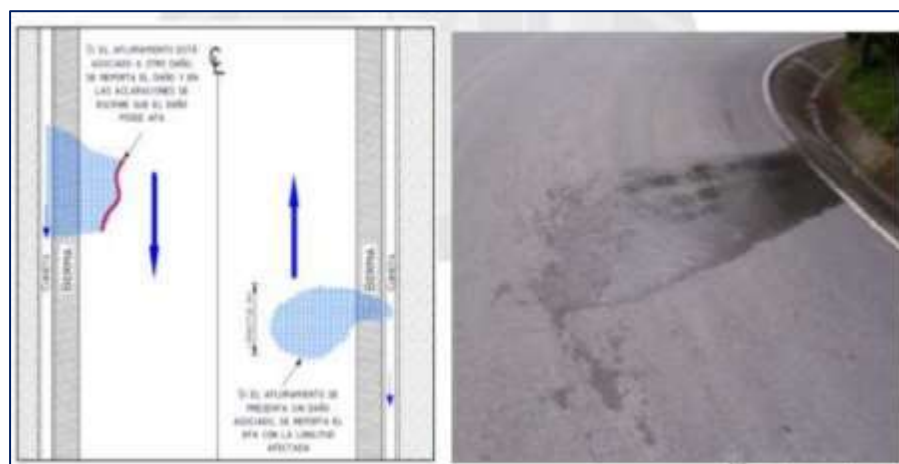 SI EL AFLORAMIENTO ESTÁ
ASOCIADO A OTRO DAÑO,
SE REPORTA EL DAÑO Y EN
LAS ACLARACIONES SE
ESCRIBE QUE EL DAÑO
POSEE AFA
CUNETA
BERMA
BERMA
CUNETA
SI EL AFLORAMIENTO SE
PRESENTA SIN DAÑO
ASOCIADO, SE REPORTA EL
AFA CON LA LONGITUD
AFECTADA